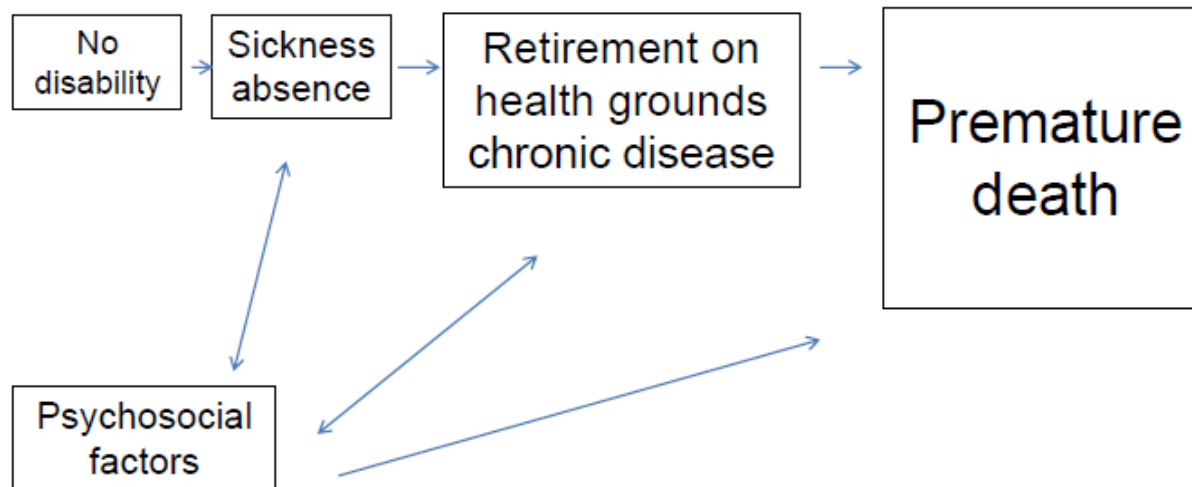 No
disability
Sickness
absence
Retirement on
health grounds
chronic disease
Premature
death
Psychosocial
factors